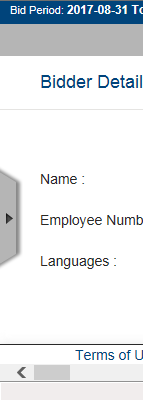 Bid Period: 2017-08-31 To
Bidder Detail
Name :
Employee Numb
Languages :
Terms of U